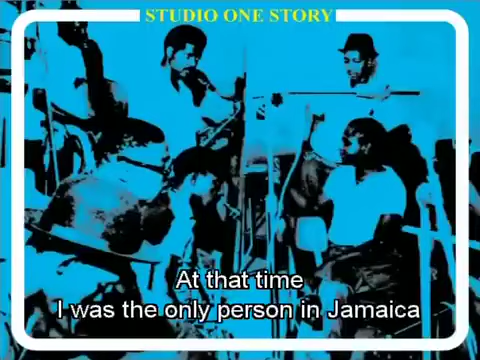 STUDIO ONE STORY
At that time
I was the only person in Jamaica